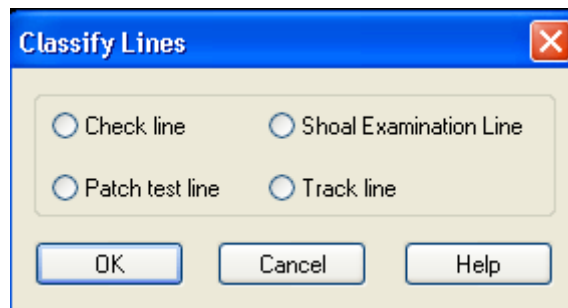 Classify Lines
Check line Shoal Examination Line
Patch test line Track line
OK Cancel Help